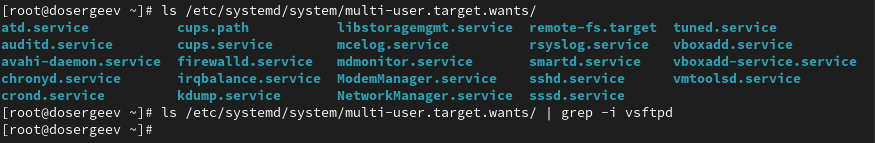 [root@dosergeev ~]# ls /etc/systemd/system/multi-user.target.wants/
atd.service cups.path libstoragemgmt.service remote-fs.target tuned.service
auditd.service cups.service mcelog.service rsyslog.service vboxadd.service
avahi-daemon.service firewalld.service mdmonitor.service smartd.service vboxadd-service.service
chronyd.service irqbalance.service ModemManager.service sshd.service vmtoolsd.service
crond.service kdump.service NetworkManager.service sssd.service
[root@dosergeev ~]# ls /etc/systemd/system/multi-user.target.wants/ | grep -i vsftpd
[root@dosergeev ~]#